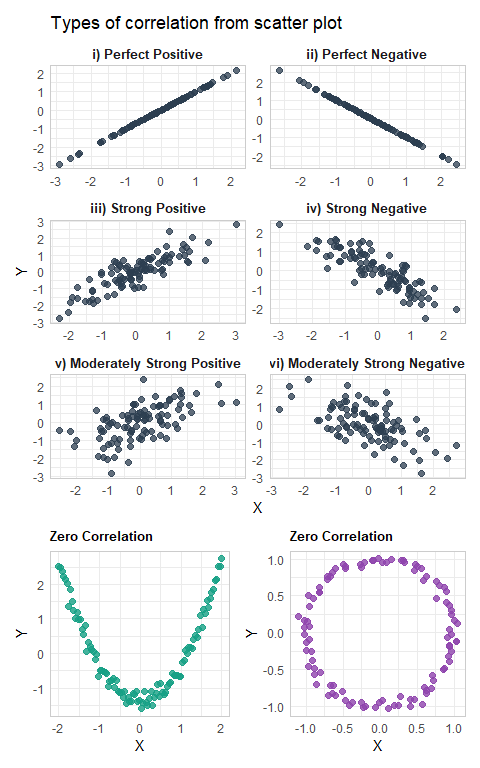 Types of correlation from scatter plot
i) Perfect Positive ii) Perfect Negative
2 2
1 1
0 0
-1 -1
-2 -2
-3
-3 -2 -1 0 1 2 -2 -1 0 1 2
iii) Strong Positive iv) Strong Negative
3 2
2 1
1 0
0 -1
-1 -2
-2
-3
-2 -1 0 1 2 3 -3 -2 -1 0 1 2
Y
v) Moderately Strong Positive vi) Moderately Strong Negative
2 2
1 1
0 0
-1 -1
-2 -2
-3 -3
-2 -1 0 1 2 3 -3 -2 -1 0 1 2
X
Zero Correlation Zero Correlation
2 1.0
1 0.5
0 0.0
-1 -0.5
-1.0
-2 -1 0 1 2 -1.0 -0.5 0.0 0.5 1.0
Y Y
X X